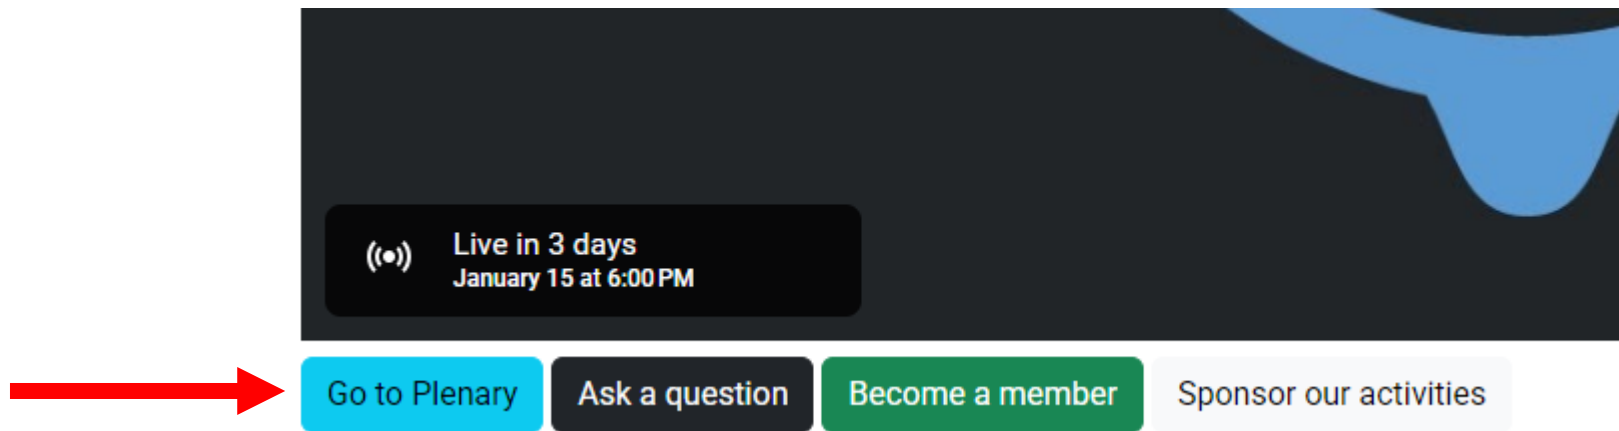 Live in 3 days
January 15 at 6:00 PM
Go to Plenary
Ask a question
Become a member
Sponsor our activities